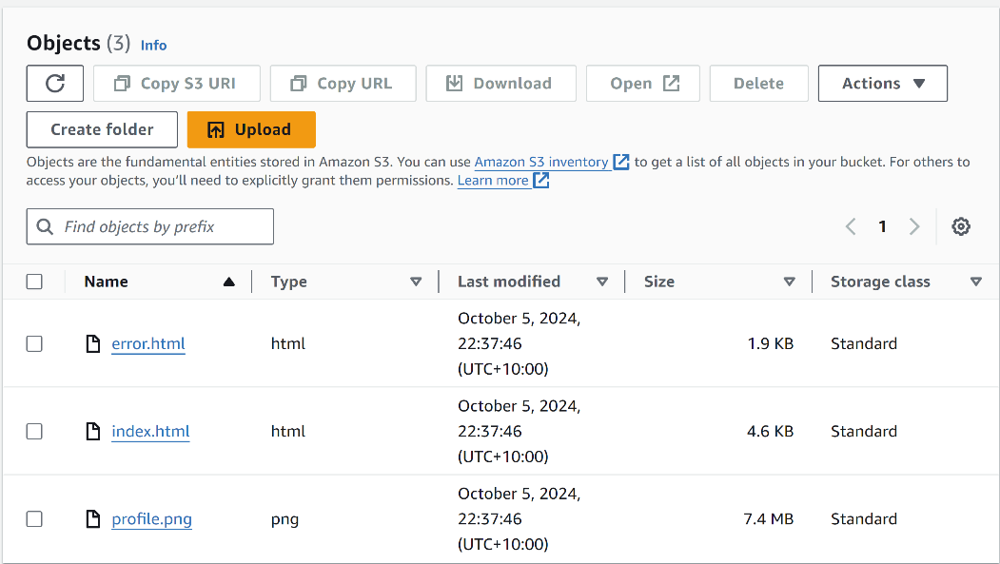 Objects (3) Info
Copy S3 URI Copy URL Download Open Delete Actions
Create folder Upload
Objects are the fundamental entities stored in Amazon S3. You can use Amazon S3 inventory to get a list of all objects in your bucket. For others to
access your objects, you'll need to explicitly grant them permissions. Learn more
Find objects by prefix 1
Name Type Last modified Size Storage class
October 5, 2024,
error.html html 22:37:46 1.9 KB Standard
(UTC+10:00)
October 5, 2024,
index.html html 22:37:46 4.6 KB Standard
(UTC+10:00)
October 5, 2024,
profile.png png 22:37:46 7.4 MB Standard
(UTC+10:00)